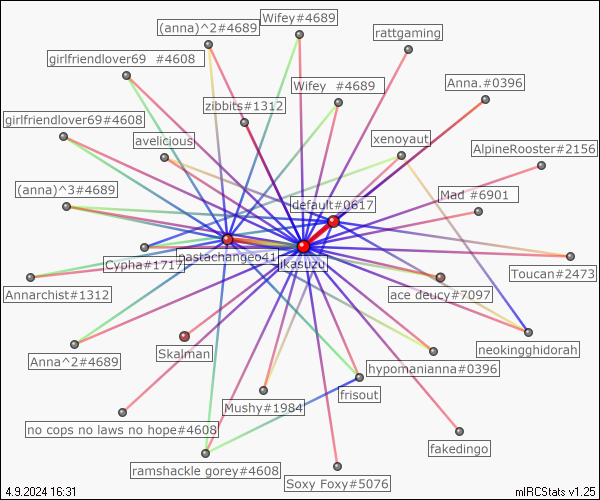 Wifey#4689
(anna)^2#4689
rattgaming
girlfriendlover69 #4608
Wifey #4689
Anna.#0396
zibbits#1312
girlfriendlover69#4608
avelicious
xenoyaut
AlpineRooster#2156
(anna)^3#4689
Mad #6901
default#0617
pastachangeo41
jkasuzu
Cypha#1717
Toucan#2473
Annarchist#1312
ace deucy#7097
Skalman
neokingghidorah
Anna^2#4689
hypomanianna#0396
frisout
Mushy#1984
no cops no laws no hope#4608
fakedingo
ramshackle gorey#4608
Soxy Foxy#5076
4.9.2024 16:31
mIRCStats v1.25